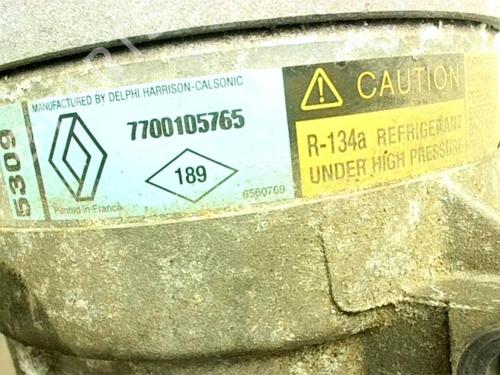 MANUFACTURED BY DELPHI HARRISON-CALSONIC
7700105765
189
Printed in France
6560769
5309
CAUTION
R-134a REFRIGERANT
UNDER HIGH PRESSURE